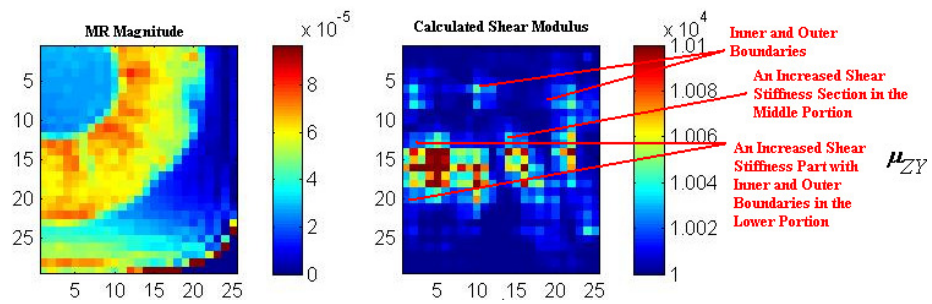 MR Magnitude
x 10^-5
5
10
15
20
25
5 10 15 20 25
8
6
4
2
0
Calculated Shear Modulus
x 10^4
5
10
15
20
25
5 10 15 20 25
1.01
1.008
1.006
1.004
1.002
1
Inner and Outer
Boundaries
An Increased Shear
Stiffness Section in the
Middle Portion
An Increased Shear
Stiffness Part with
Inner and Outer
Boundaries in the
Lower Portion
μZY